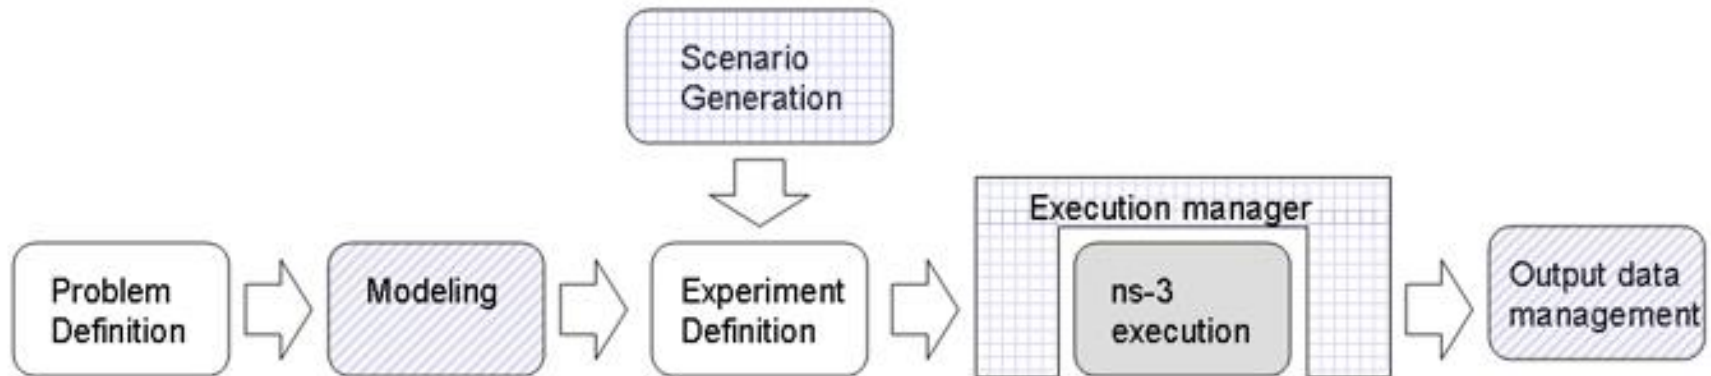 Scenario
Generation
Execution manager
Problem
Definition
Modeling
Experiment
Definition
ns-3
execution
Output data
management